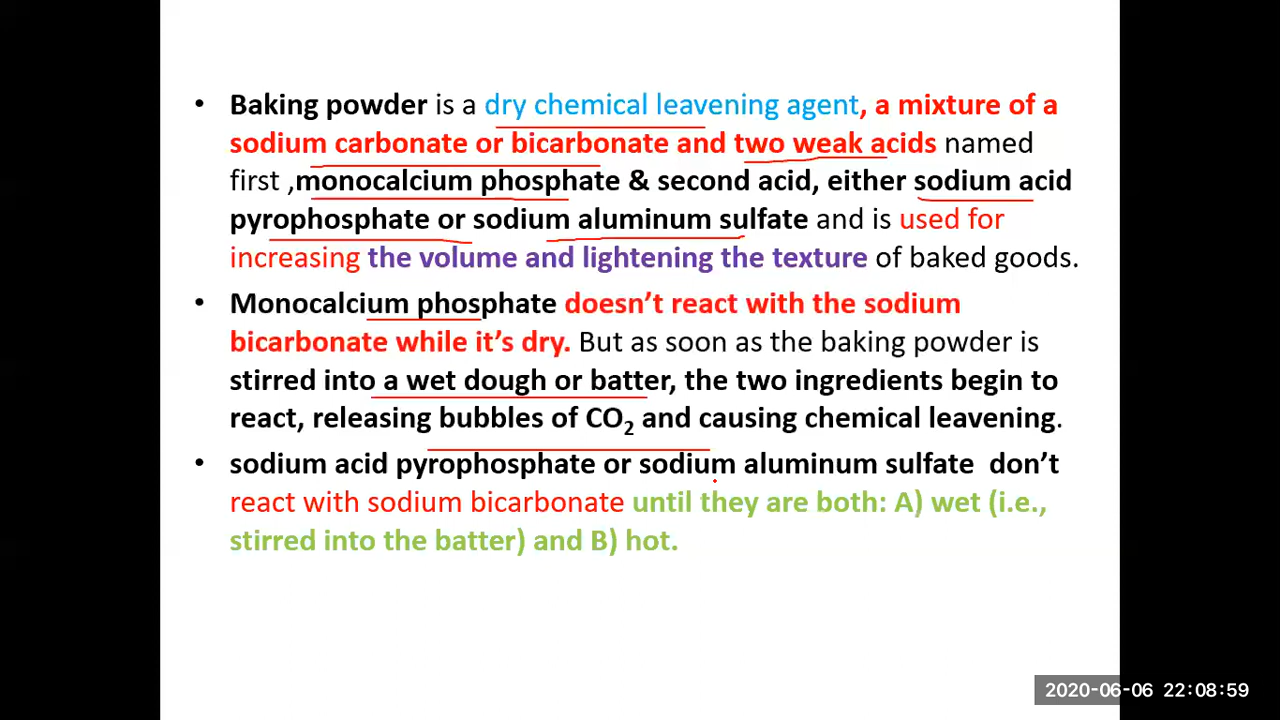 • Baking powder is a dry chemical leavening agent, a mixture of a
sodium carbonate or bicarbonate and two weak acids named
first ,monocalcium phosphate & second acid, either sodium acid
pyrophosphate or sodium aluminum sulfate and is used for
increasing the volume and lightening the texture of baked goods.
• Monocalcium phosphate doesn’t react with the sodium
bicarbonate while it’s dry. But as soon as the baking powder is
stirred into a wet dough or batter, the two ingredients begin to
react, releasing bubbles of CO₂ and causing chemical leavening.
• sodium acid pyrophosphate or sodium aluminum sulfate don’t
react with sodium bicarbonate until they are both: A) wet (i.e.,
stirred into the batter) and B) hot.
2020-06-06 22:08:59